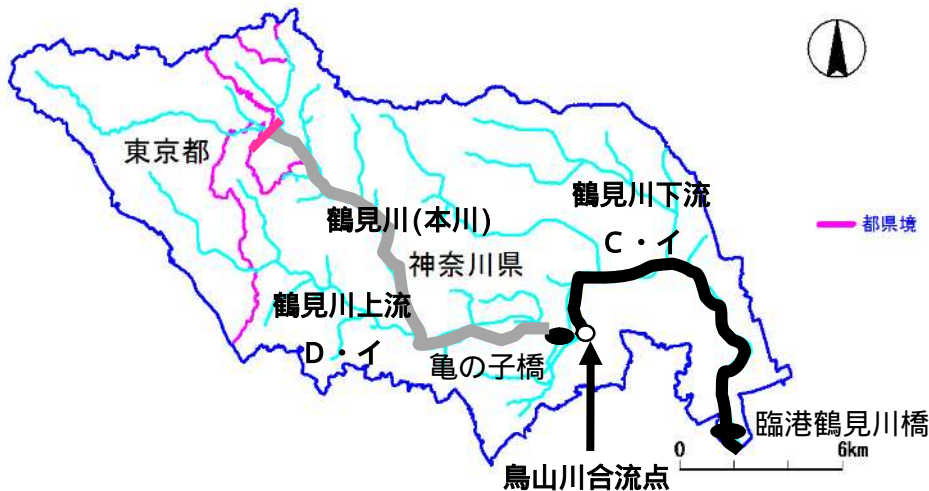 東京都
鶴見川下流
都県境
鶴見川(本川)
C・イ
神奈川県
鶴見川上流
D・イ
亀の子橋
臨港鶴見川橋
0
6km
鳥山川合流点